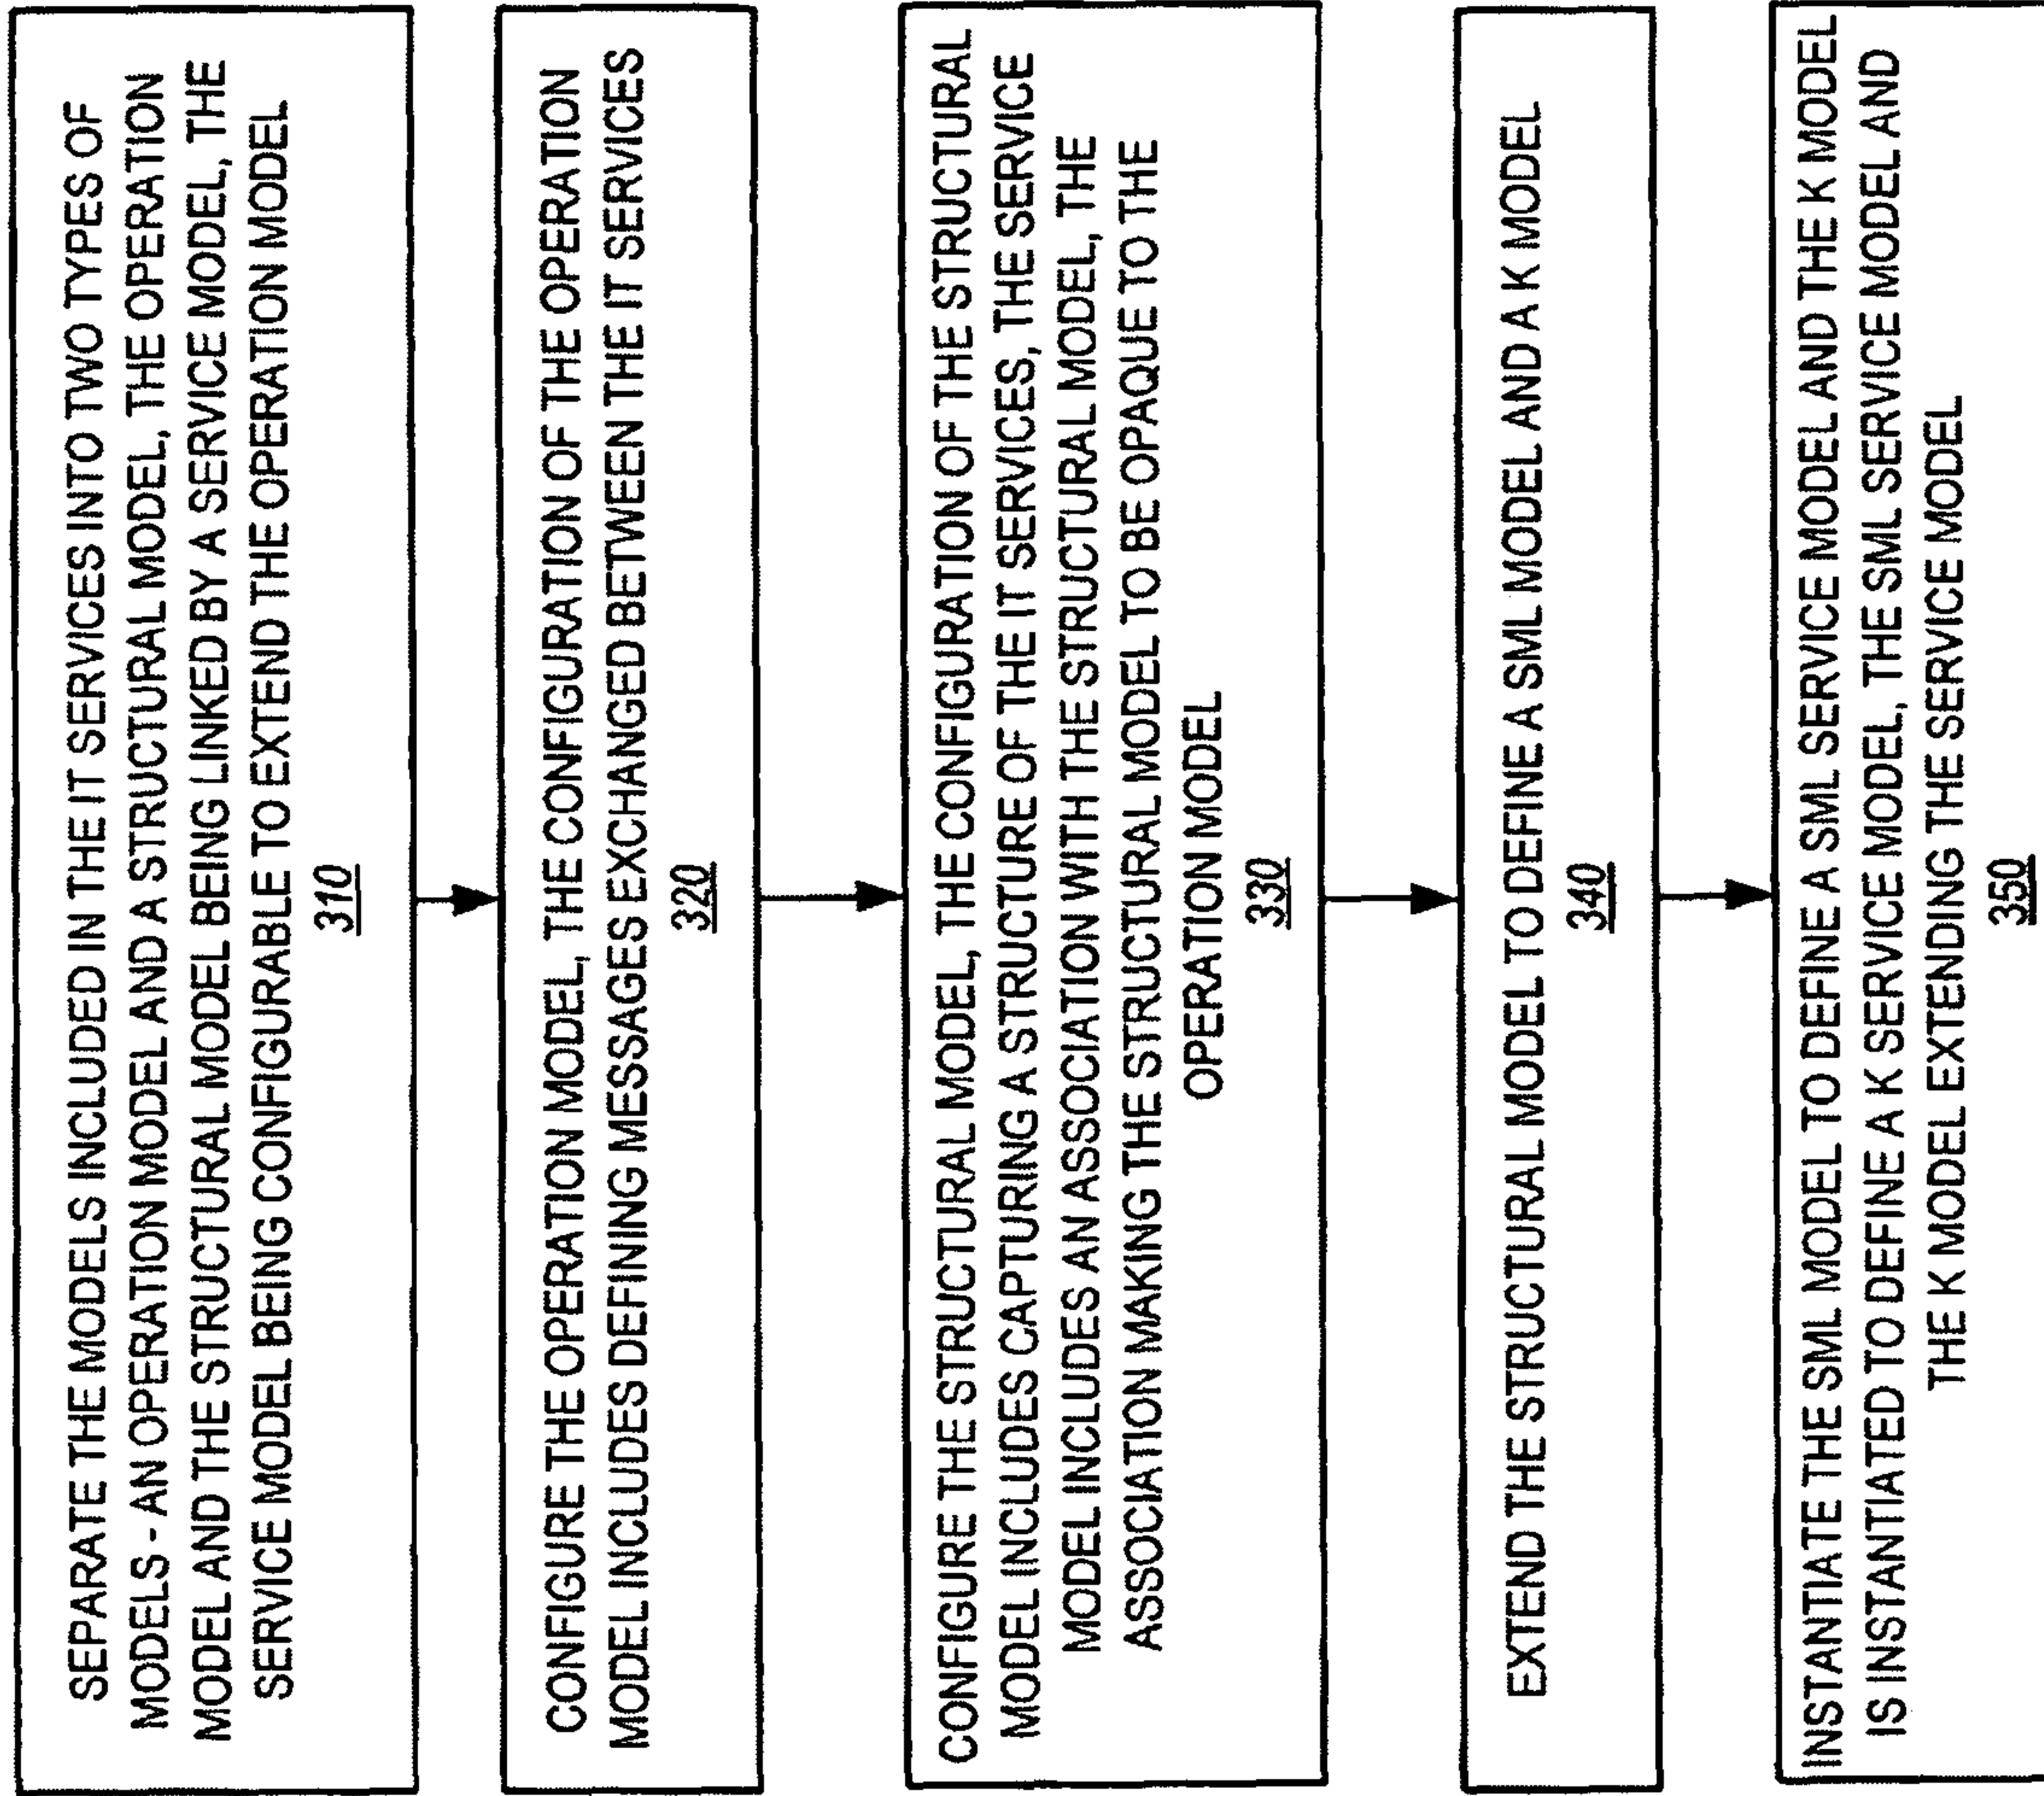 SEPARATE THE MODELS INCLUDED IN THE IT SERVICES INTO TWO TYPES OF
MODELS - AN OPERATION MODEL AND A STRUCTURAL MODEL, THE OPERATION
MODEL AND THE STRUCTURAL MODEL BEING LINKED BY A SERVICE MODEL, THE
SERVICE MODEL BEING CONFIGURABLE TO EXTEND THE OPERATION MODEL
310
CONFIGURE THE OPERATION MODEL, THE CONFIGURATION OF THE OPERATION
MODEL INCLUDES DEFINING MESSAGES EXCHANGED BETWEEN THE IT SERVICES
320
CONFIGURE THE STRUCTURAL MODEL, THE CONFIGURATION OF THE STRUCTURAL
MODEL INCLUDES CAPTURING A STRUCTURE OF THE IT SERVICES, THE SERVICE
MODEL INCLUDES AN ASSOCIATION WITH THE STRUCTURAL MODEL, THE
ASSOCIATION MAKING THE STRUCTURAL MODEL TO BE OPAQUE TO THE
OPERATION MODEL
330
EXTEND THE STRUCTURAL MODEL TO DEFINE A SML MODEL AND A K MODEL
340
INSTANTIATE THE SML MODEL TO DEFINE A SML SERVICE MODEL AND THE K MODEL
IS INSTANTIATED TO DEFINE A K SERVICE MODEL, THE SML SERVICE MODEL AND
THE K MODEL EXTENDING THE SERVICE MODEL
350